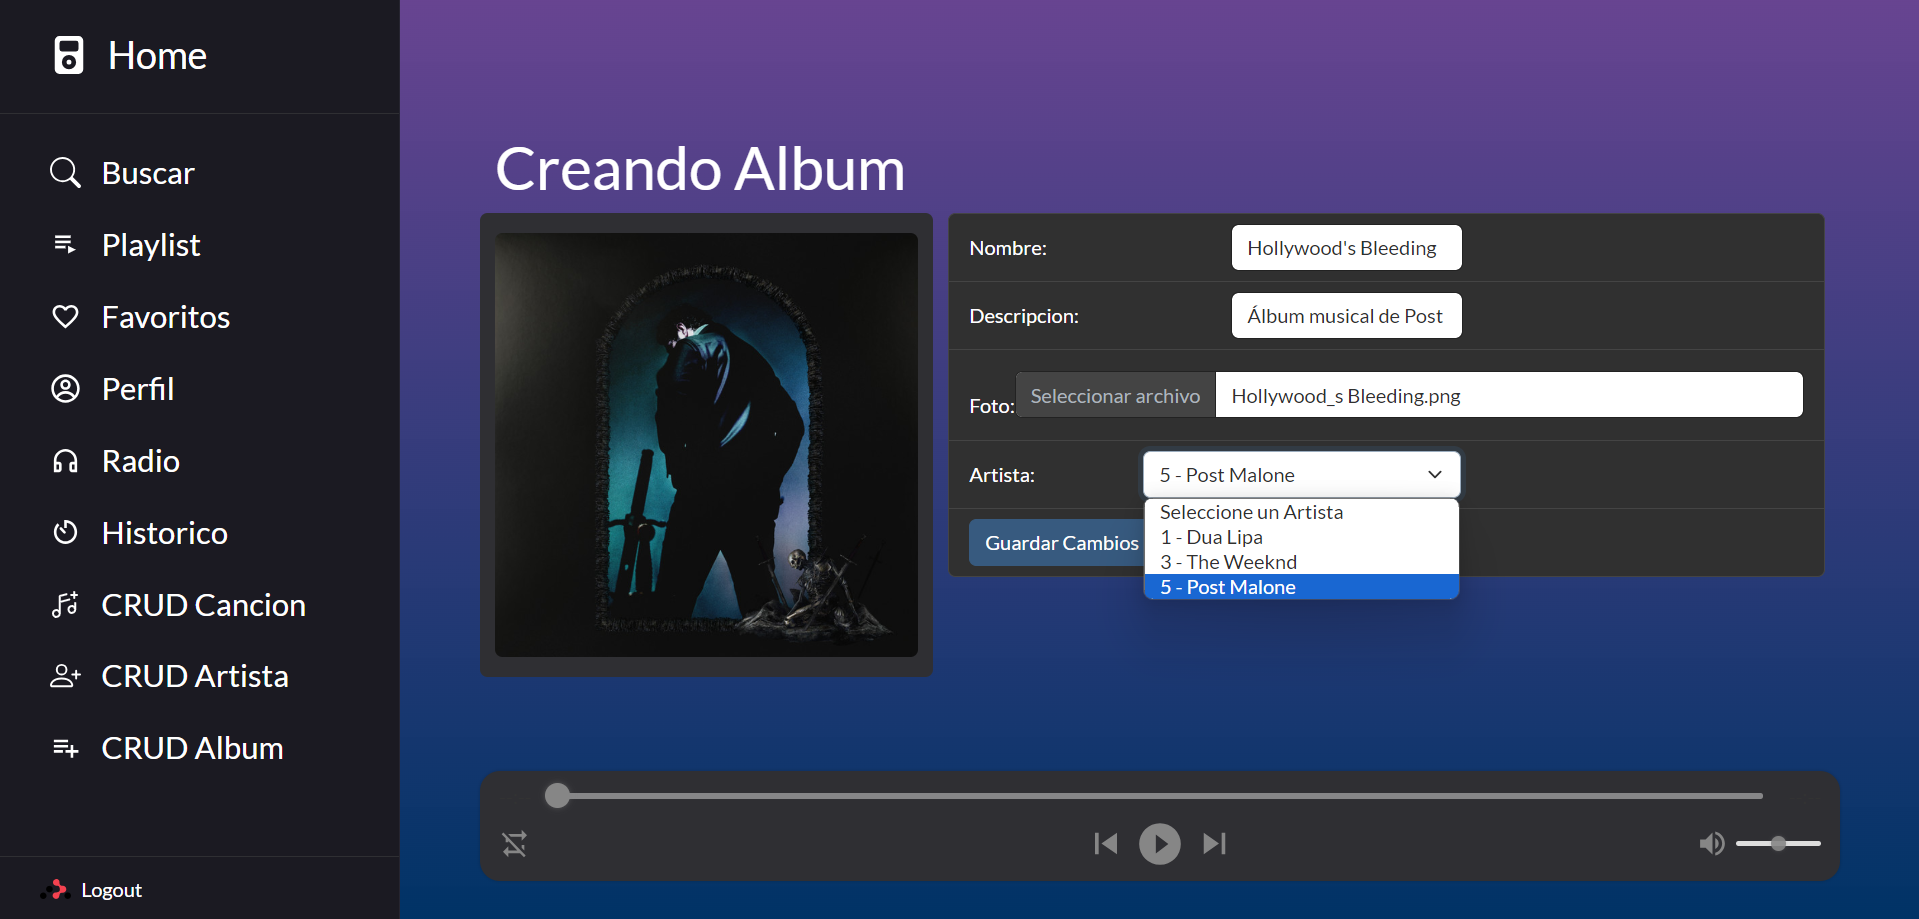 Home
Buscar
Playlist
Favoritos
Perfil
Radio
Historico
CRUD Cancion
CRUD Artista
CRUD Album
Logout
Creando Album
Nombre: Hollywood's Bleeding
Descripcion: Álbum musical de Post
Foto: Seleccionar archivo Hollywood_s Bleeding.png
Artista: 5 - Post Malone
Seleccione un Artista
1 - Dua Lipa
3 - The Weeknd
5 - Post Malone
Guardar Cambios